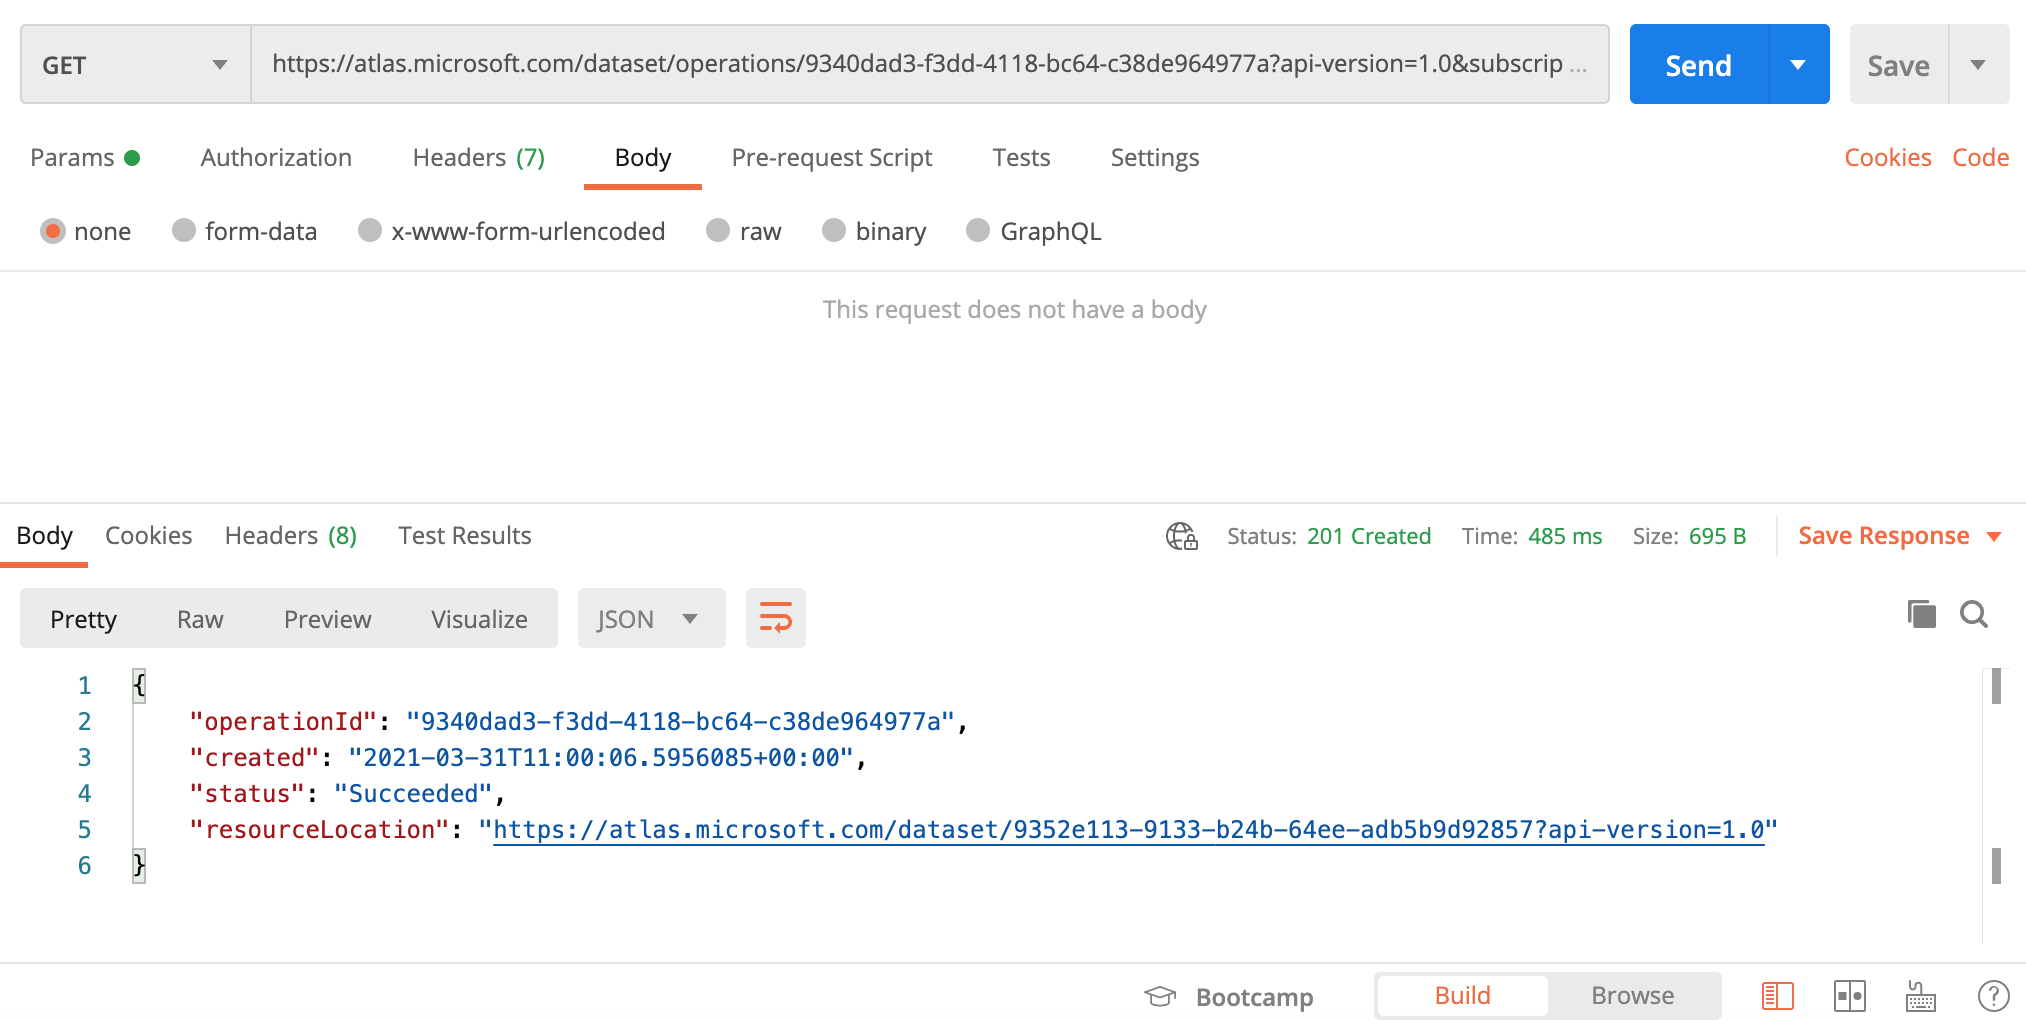 GET https://atlas.microsoft.com/dataset/operations/9340dad3-f3dd-4118-bc64-c38de964977a?api-version=1.0&subscrip ... Send Save
Params Authorization Headers (7) Body Pre-request Script Tests Settings Cookies Code
none form-data x-www-form-urlencoded raw binary GraphQL
This request does not have a body
Body Cookies Headers (8) Test Results Status: 201 Created Time: 485 ms Size: 695 B Save Response
Pretty Raw Preview Visualize JSON
1 {
2 "operationId": "9340dad3-f3dd-4118-bc64-c38de964977a",
3 "created": "2021-03-31T11:00:06.5956085+00:00",
4 "status": "Succeeded",
5 "resourceLocation": "https://atlas.microsoft.com/dataset/9352e113-9133-b24b-64ee-adb5b9d92857?api-version=1.0"
6 }
Bootcamp Build Browse ?